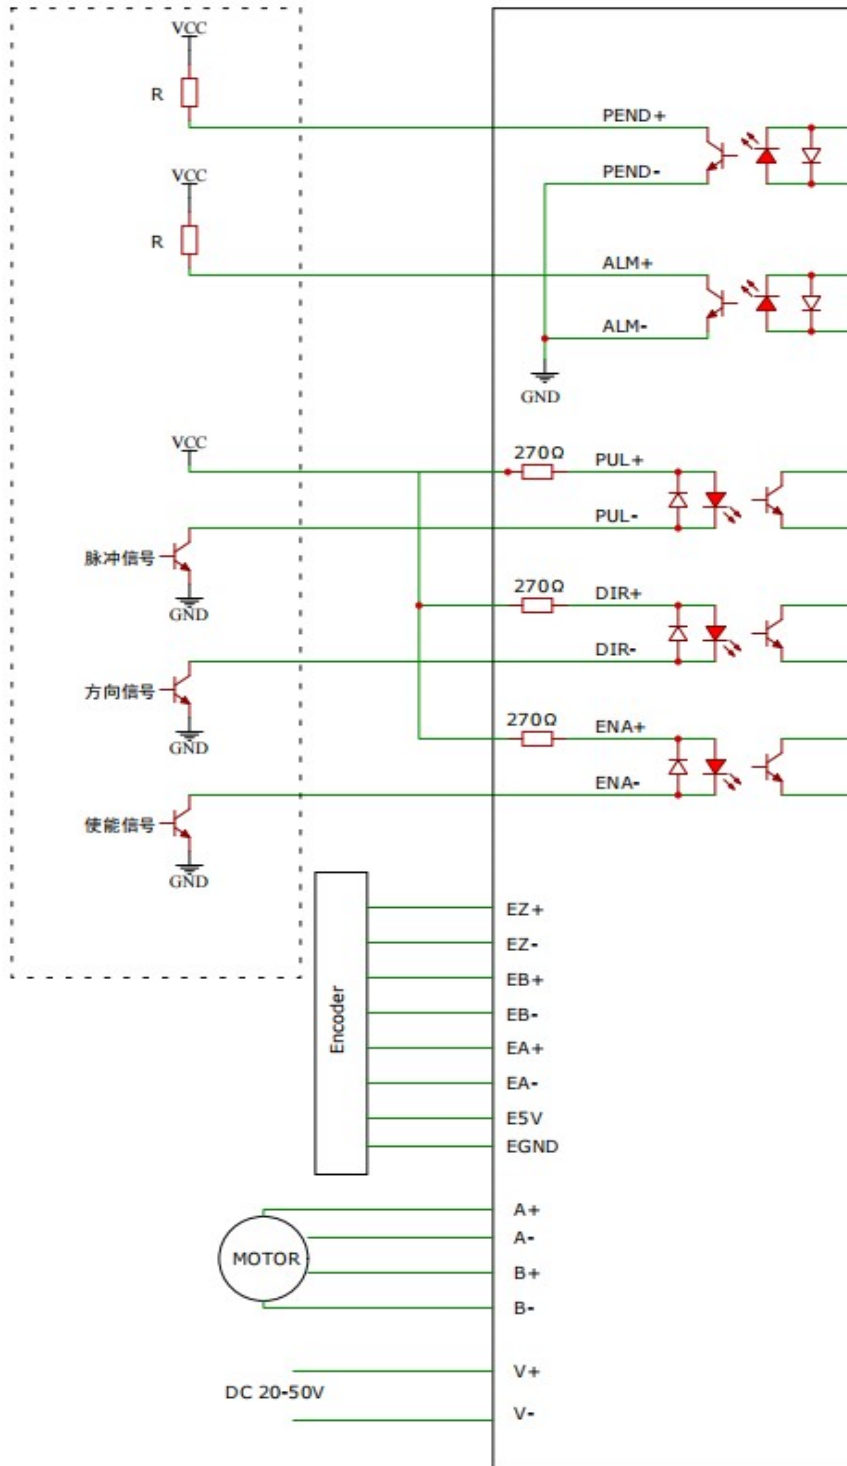 VCC
R
PEND+
PEND-
VCC
R
ALM+
ALM-
GND
VCC
270Ω
PUL+
PUL-
脉冲信号
GND
270Ω
DIR+
DIR-
方向信号
GND
270Ω
ENA+
ENA-
使能信号
GND
Encoder
EZ+
EZ-
EB+
EB-
EA+
EA-
E5V
EGND
MOTOR
A+
A-
B+
B-
DC 20-50V
V+
V-